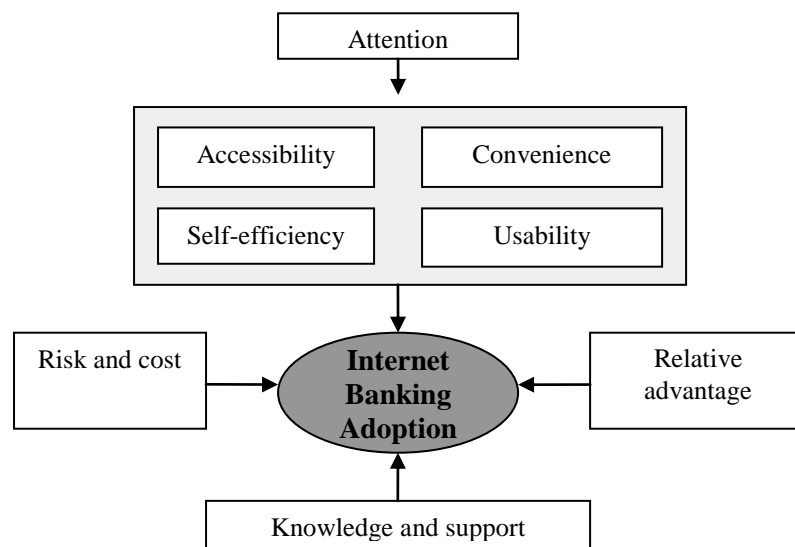 Attention
Accessibility
Convenience
Self-efficiency
Usability
Risk and cost
Internet
Banking
Adoption
Relative
advantage
Knowledge and support